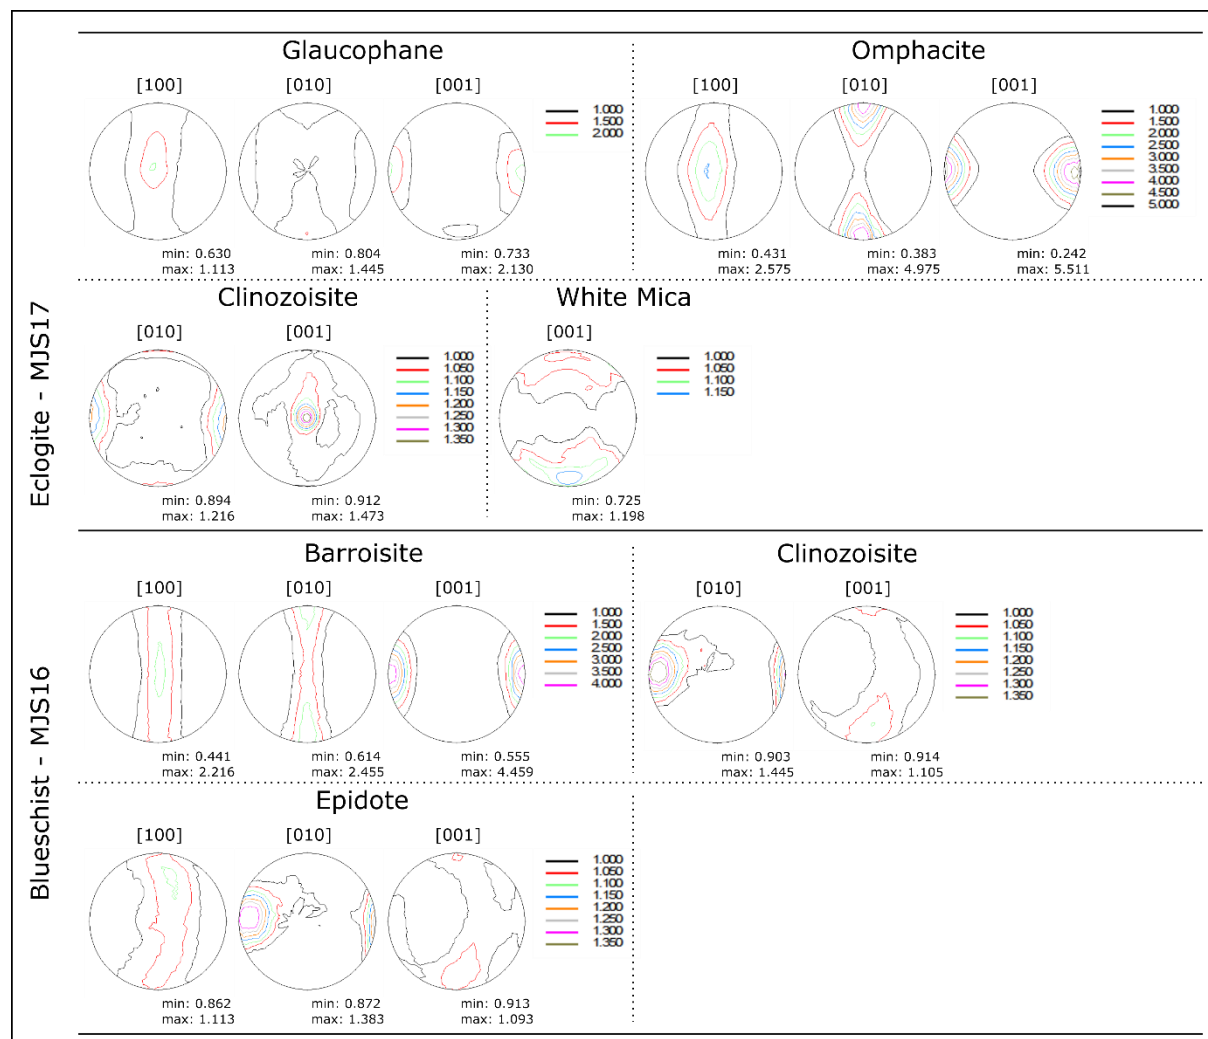 Eclogite - MJS17
Glaucophane
[100] [010] [001]
1.000
1.500
2.000
min: 0.630
max: 1.113
min: 0.804
max: 1.445
min: 0.733
max: 2.130
Omphacite
[100] [010] [001]
1.000
1.500
2.000
2.500
3.000
3.500
4.000
4.500
5.000
min: 0.431
max: 2.575
min: 0.383
max: 4.975
min: 0.242
max: 5.511
Clinozoisite
[010] [001]
1.000
1.050
1.100
1.150
1.200
1.250
1.300
1.350
min: 0.894
max: 1.216
min: 0.912
max: 1.473
White Mica
[001]
1.000
1.050
1.100
1.150
min: 0.725
max: 1.198
Blueschist - MJS16
Barroisite
[100] [010] [001]
1.000
1.500
2.000
2.500
3.000
3.500
4.000
min: 0.441
max: 2.216
min: 0.614
max: 2.455
min: 0.555
max: 4.459
Clinozoisite
[010] [001]
1.000
1.050
1.100
1.150
1.200
1.250
1.300
1.350
min: 0.903
max: 1.445
min: 0.914
max: 1.105
Epidote
[100] [010] [001]
1.000
1.050
1.100
1.150
1.200
1.250
1.300
1.350
min: 0.862
max: 1.113
min: 0.872
max: 1.383
min: 0.913
max: 1.093